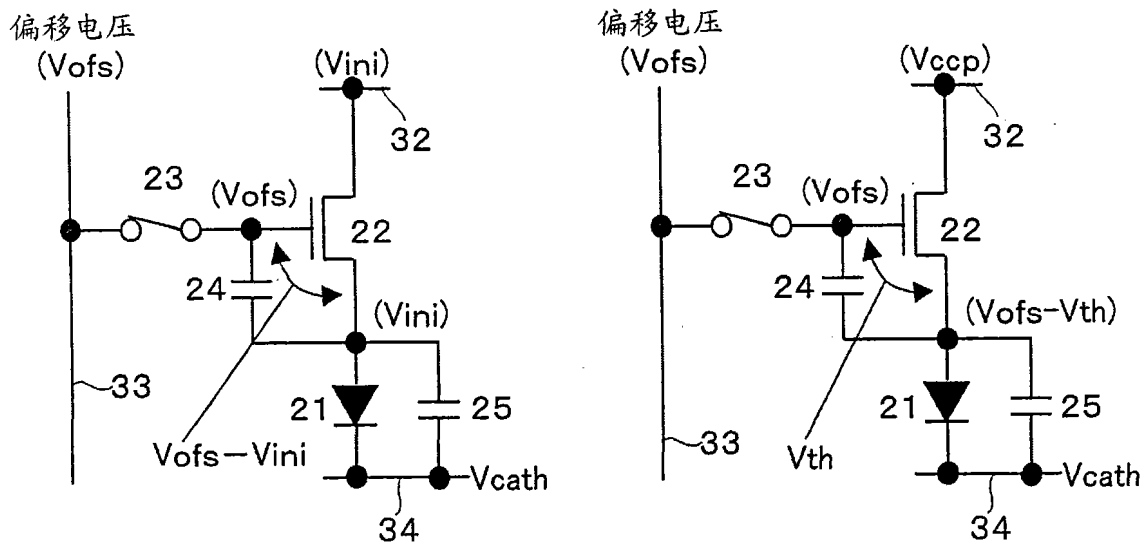 偏移电压
(Vofs)
(Vini)
32
23
(Vofs)
22
24
(Vini)
33
21
25
Vofs-Vini
Vcath
34
偏移电压
(Vofs)
(Vccp)
32
23
(Vofs)
22
24
(Vofs-Vth)
33
21
25
Vth
Vcath
34